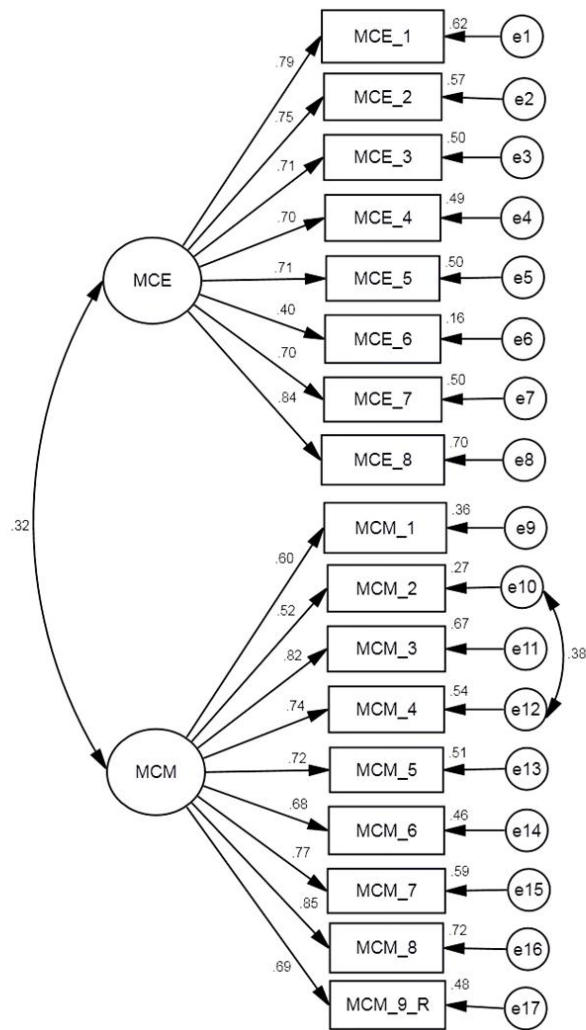 .79 MCE_1 .62 e1
.75 MCE_2 .57 e2
.71 MCE_3 .50 e3
.70 MCE_4 .49 e4
MCE
.71 MCE_5 .50 e5
.40 MCE_6 .16 e6
.70 MCE_7 .50 e7
.84 MCE_8 .70 e8
.32
.60 MCM_1 .36 e9
.52 MCM_2 .27 e10
.82 MCM_3 .67 e11
.38
.74 MCM_4 .54 e12
MCM
.72 MCM_5 .51 e13
.68 MCM_6 .46 e14
.77 MCM_7 .59 e15
.85 MCM_8 .72 e16
.69 MCM_9_R .48 e17